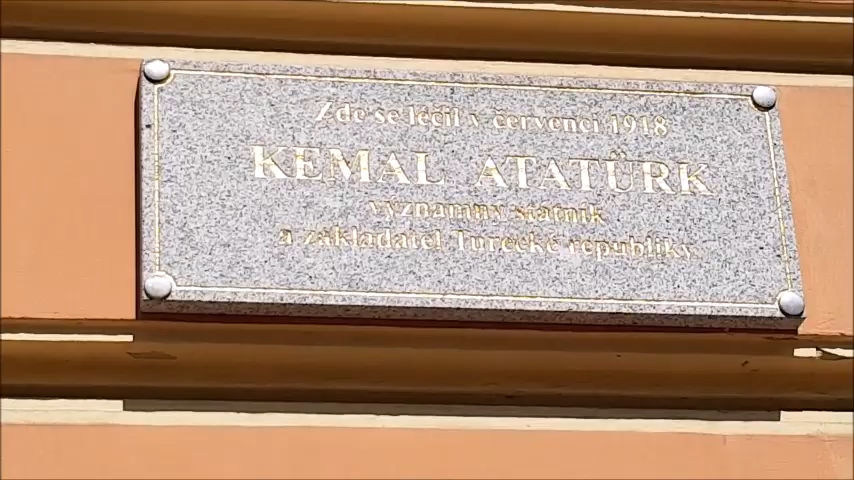 Zde se léčil v červenci 1918
KEMAL ATATÜRK
významný státník
a zakladatel Turecké republiky